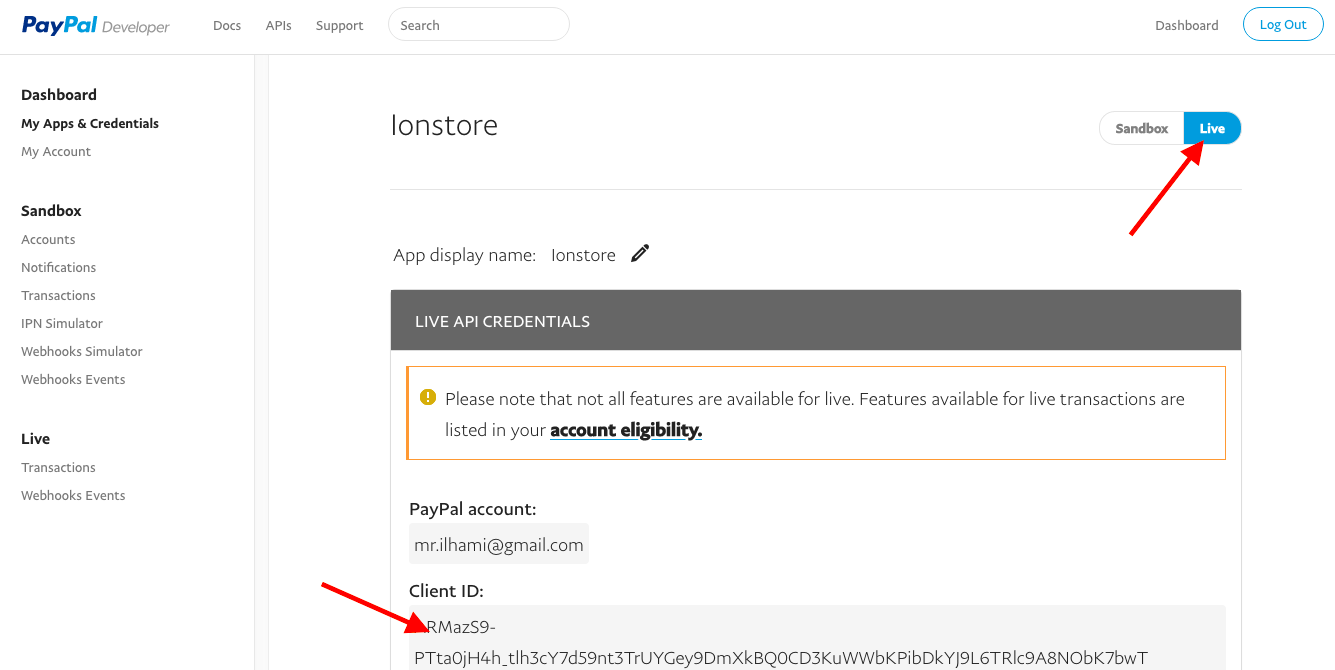 PayPal Developer
Docs
APIs
Support
Search
Dashboard
Log Out
Dashboard
My Apps & Credentials
My Account
Sandbox
Accounts
Notifications
Transactions
IPN Simulator
Webhooks Simulator
Webhooks Events
Live
Transactions
Webhooks Events
Ionstore
Sandbox
Live
App display name: Ionstore
LIVE API CREDENTIALS
Please note that not all features are available for live. Features available for live transactions are
listed in your account eligibility.
PayPal account:
mr.ilhami@gmail.com
Client ID:
RMazS9-
PTta0jH4h_tlh3cY7d59nt3TrUYGey9DmXkBQ0CD3KuWWbKPibDkYJ9L6TRlc9A8NObK7bwT